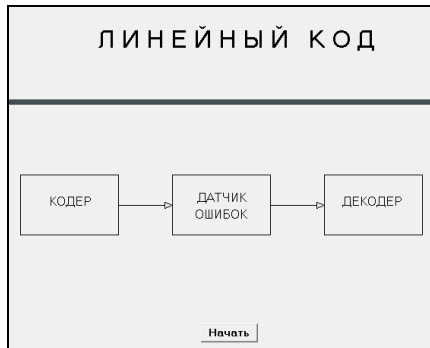 ЛИНЕЙНЫЙ КОД
КОДЕР
ДАТЧИК
ОШИБОК
ДЕКОДЕР
Начать